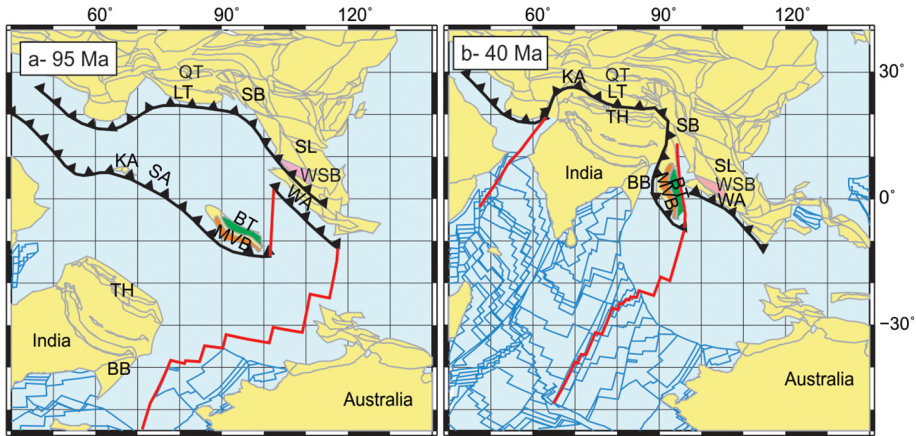 60 90 120
a- 95 Ma
QT
LT
SB
SL
WSB
WA
KA
SA
BT
MVB
TH
India
BB
Australia
60 90 120
b- 40 Ma
KA
QT
LT
TH
SB
India
BB
MVB
BT
SL
WSB
WA
Australia
30°
0°
−30°